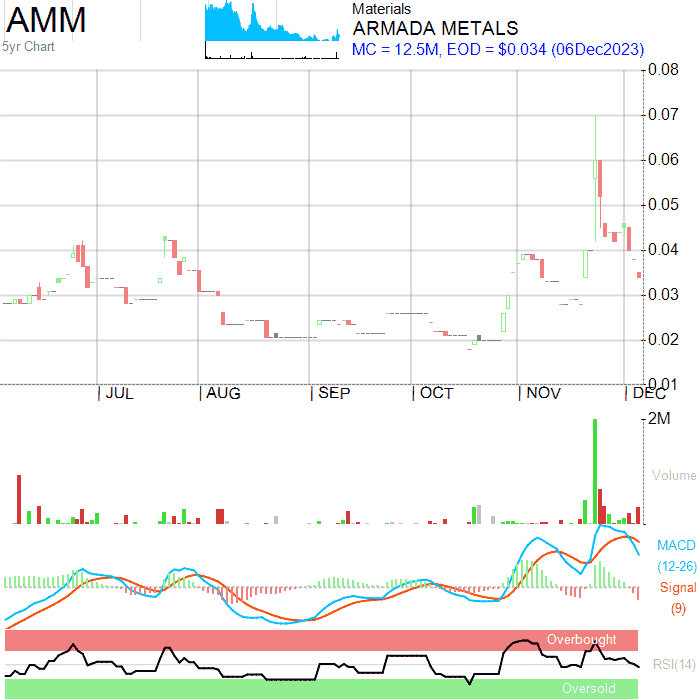 AMM
5yr Chart
Materials
ARMADA METALS
MC = 12.5M, EOD = $0.034 (06Dec2023)
0.08
0.07
0.06
0.05
0.04
0.03
0.02
0.01
JUL AUG SEP OCT NOV DEC
2M
Volume
MACD
(12-26)
Signal
(9)
Overbought
RSI(14)
Oversold